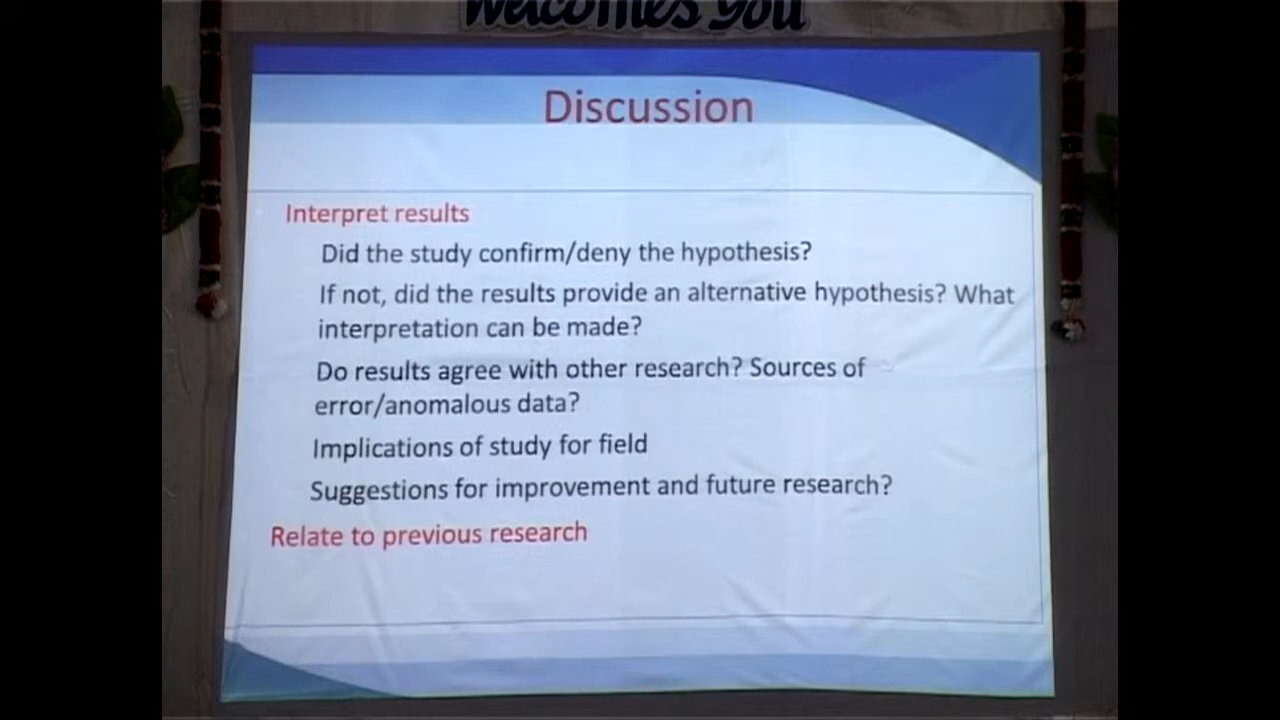 welcomes you
Discussion
Interpret results
Did the study confirm/deny the hypothesis?
If not, did the results provide an alternative hypothesis? What
interpretation can be made?
Do results agree with other research? Sources of
error/anomalous data?
Implications of study for field
Suggestions for improvement and future research?
Relate to previous research